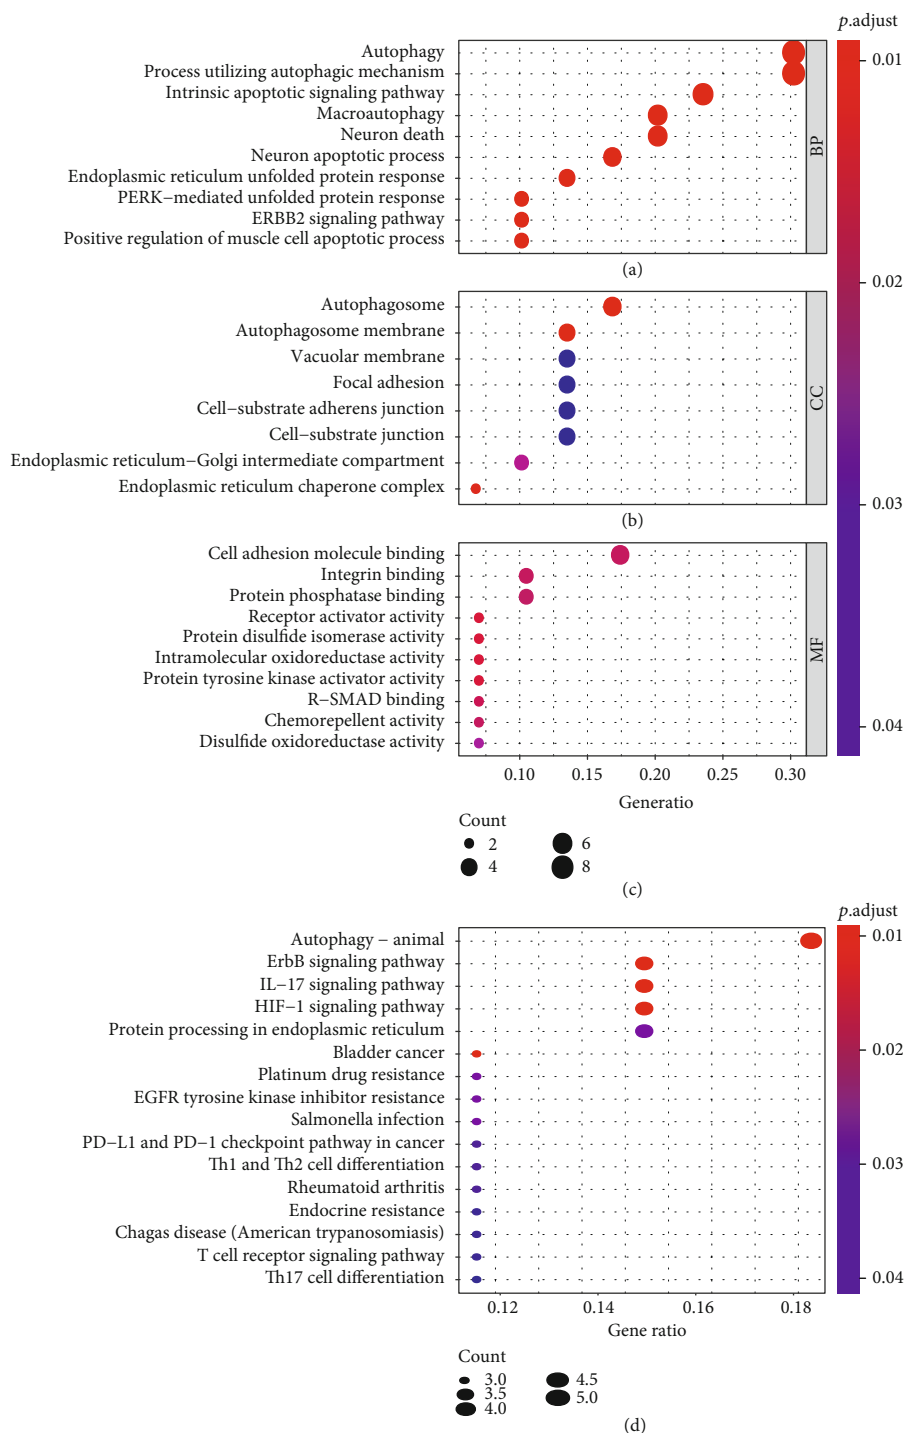 p.adjust
Autophagy
Process utilizing autophagic mechanism
Intrinsic apoptotic signaling pathway
Macroautophagy
Neuron death
Neuron apoptotic process
Endoplasmic reticulum unfolded protein response
PERK−mediated unfolded protein response
ERBB2 signaling pathway
Positive regulation of muscle cell apoptotic process
BP
(a)
Autophagosome
Autophagosome membrane
Vacuolar membrane
Focal adhesion
Cell−substrate adherens junction
Cell−substrate junction
Endoplasmic reticulum−Golgi intermediate compartment
Endoplasmic reticulum chaperone complex
CC
(b)
Cell adhesion molecule binding
Integrin binding
Protein phosphatase binding
Receptor activator activity
Protein disulfide isomerase activity
Intramolecular oxidoreductase activity
Protein tyrosine kinase activator activity
R−SMAD binding
Chemorepellent activity
Disulfide oxidoreductase activity
MF
0.01
0.02
0.03
0.04
0.10 0.15 0.20 0.25 0.30
Generatio
Count
2 6
4 8
(c)
p.adjust
Autophagy − animal
ErbB signaling pathway
IL−17 signaling pathway
HIF−1 signaling pathway
Protein processing in endoplasmic reticulum
Bladder cancer
Platinum drug resistance
EGFR tyrosine kinase inhibitor resistance
Salmonella infection
PD−L1 and PD−1 checkpoint pathway in cancer
Th1 and Th2 cell differentiation
Rheumatoid arthritis
Endocrine resistance
Chagas disease (American trypanosomiasis)
T cell receptor signaling pathway
Th17 cell differentiation
0.01
0.02
0.03
0.04
0.12 0.14 0.16 0.18
Gene ratio
Count
3.0 4.5
3.5 5.0
4.0
(d)